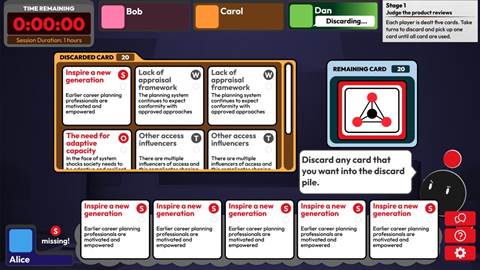 TIME REMAINING
0:00:00
Session Duration: 1 hours
Bob
Carol
Dan
Discarding...
Stage 1
Judge the product reviews
Each player is dealt five cards. Take
turns to discard and pick up one
card until all card are used.
DISCARDED CARD 20
Inspire a new
generation
S
Earlier career planning
professionals are
motivated and
empowered
Lack of
appraisal
framework
W
The planning system
continues to expect
conformity with
approved approaches
Lack of
appraisal
framework
W
The planning system
continues to expect
conformity with
approved approaches
The need for
adaptive
capacity
O
In the face of system
shocks society needs
Other access
influencers
T
There are multiple
influencers of access and
Other access
influencers
T
There are multiple
influencers of access and
REMAINING CARD 20
Discard any card that
you want into the discard
pile.
Alice
S
missing!
Inspire a new
generation
S
Earlier career planning
professionals are
motivated and
empowered
Inspire a new
generation
S
Earlier career planning
professionals are
motivated and
empowered
Inspire a new
generation
S
Earlier career planning
professionals are
motivated and
empowered
Inspire a new
generation
S
Earlier career planning
professionals are
motivated and
empowered
Inspire a new
generation
S
Earlier career planning
professionals are
motivated and
empowered